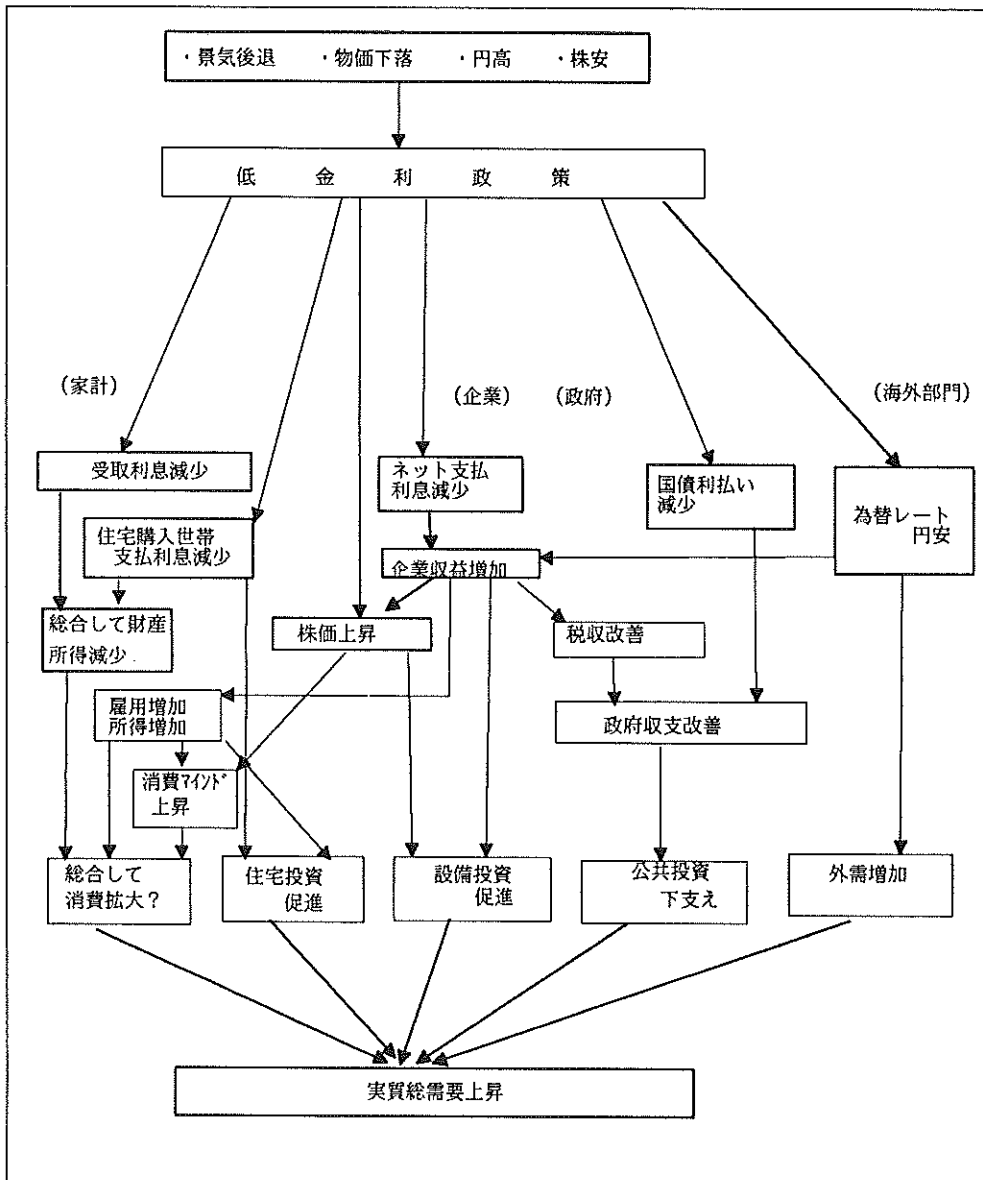 ・景気後退　・物価下落　・円高　・株安
低金利政策
（家計）
（企業）
（政府）
（海外部門）
受取利息減少
ネット支払
利息減少
国債利払い
減少
為替レート
円安
住宅購入世帯
支払利息減少
企業収益増加
総合して財産
所得減少
株価上昇
税収改善
雇用増加
所得増加
政府収支改善
消費ﾏｲﾝﾄﾞ
上昇
総合して
消費拡大？
住宅投資
促進
設備投資
促進
公共投資
下支え
外需増加
実質総需要上昇